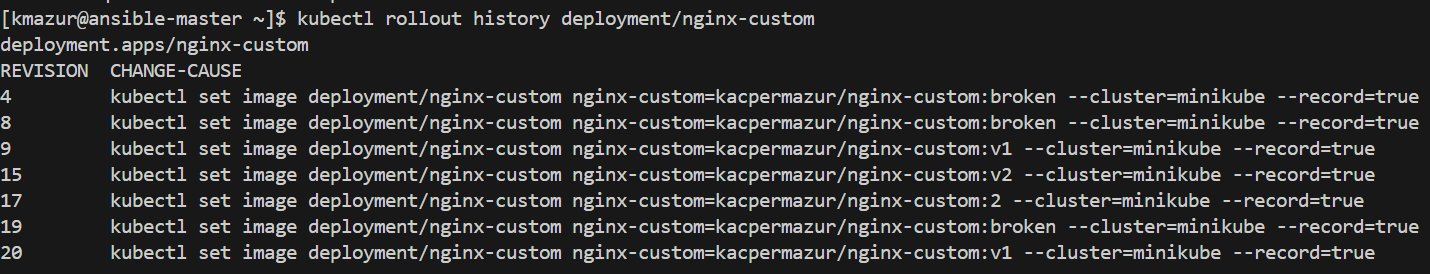 [kmazur@ansible-master ~]$ kubectl rollout history deployment/nginx-custom
deployment.apps/nginx-custom
REVISION  CHANGE-CAUSE
4         kubectl set image deployment/nginx-custom nginx-custom=kacpermazur/nginx-custom:broken --cluster=minikube --record=true
8         kubectl set image deployment/nginx-custom nginx-custom=kacpermazur/nginx-custom:broken --cluster=minikube --record=true
9         kubectl set image deployment/nginx-custom nginx-custom=kacpermazur/nginx-custom:v1 --cluster=minikube --record=true
15        kubectl set image deployment/nginx-custom nginx-custom=kacpermazur/nginx-custom:v2 --cluster=minikube --record=true
17        kubectl set image deployment/nginx-custom nginx-custom=kacpermazur/nginx-custom:2 --cluster=minikube --record=true
19        kubectl set image deployment/nginx-custom nginx-custom=kacpermazur/nginx-custom:broken --cluster=minikube --record=true
20        kubectl set image deployment/nginx-custom nginx-custom=kacpermazur/nginx-custom:v1 --cluster=minikube --record=true